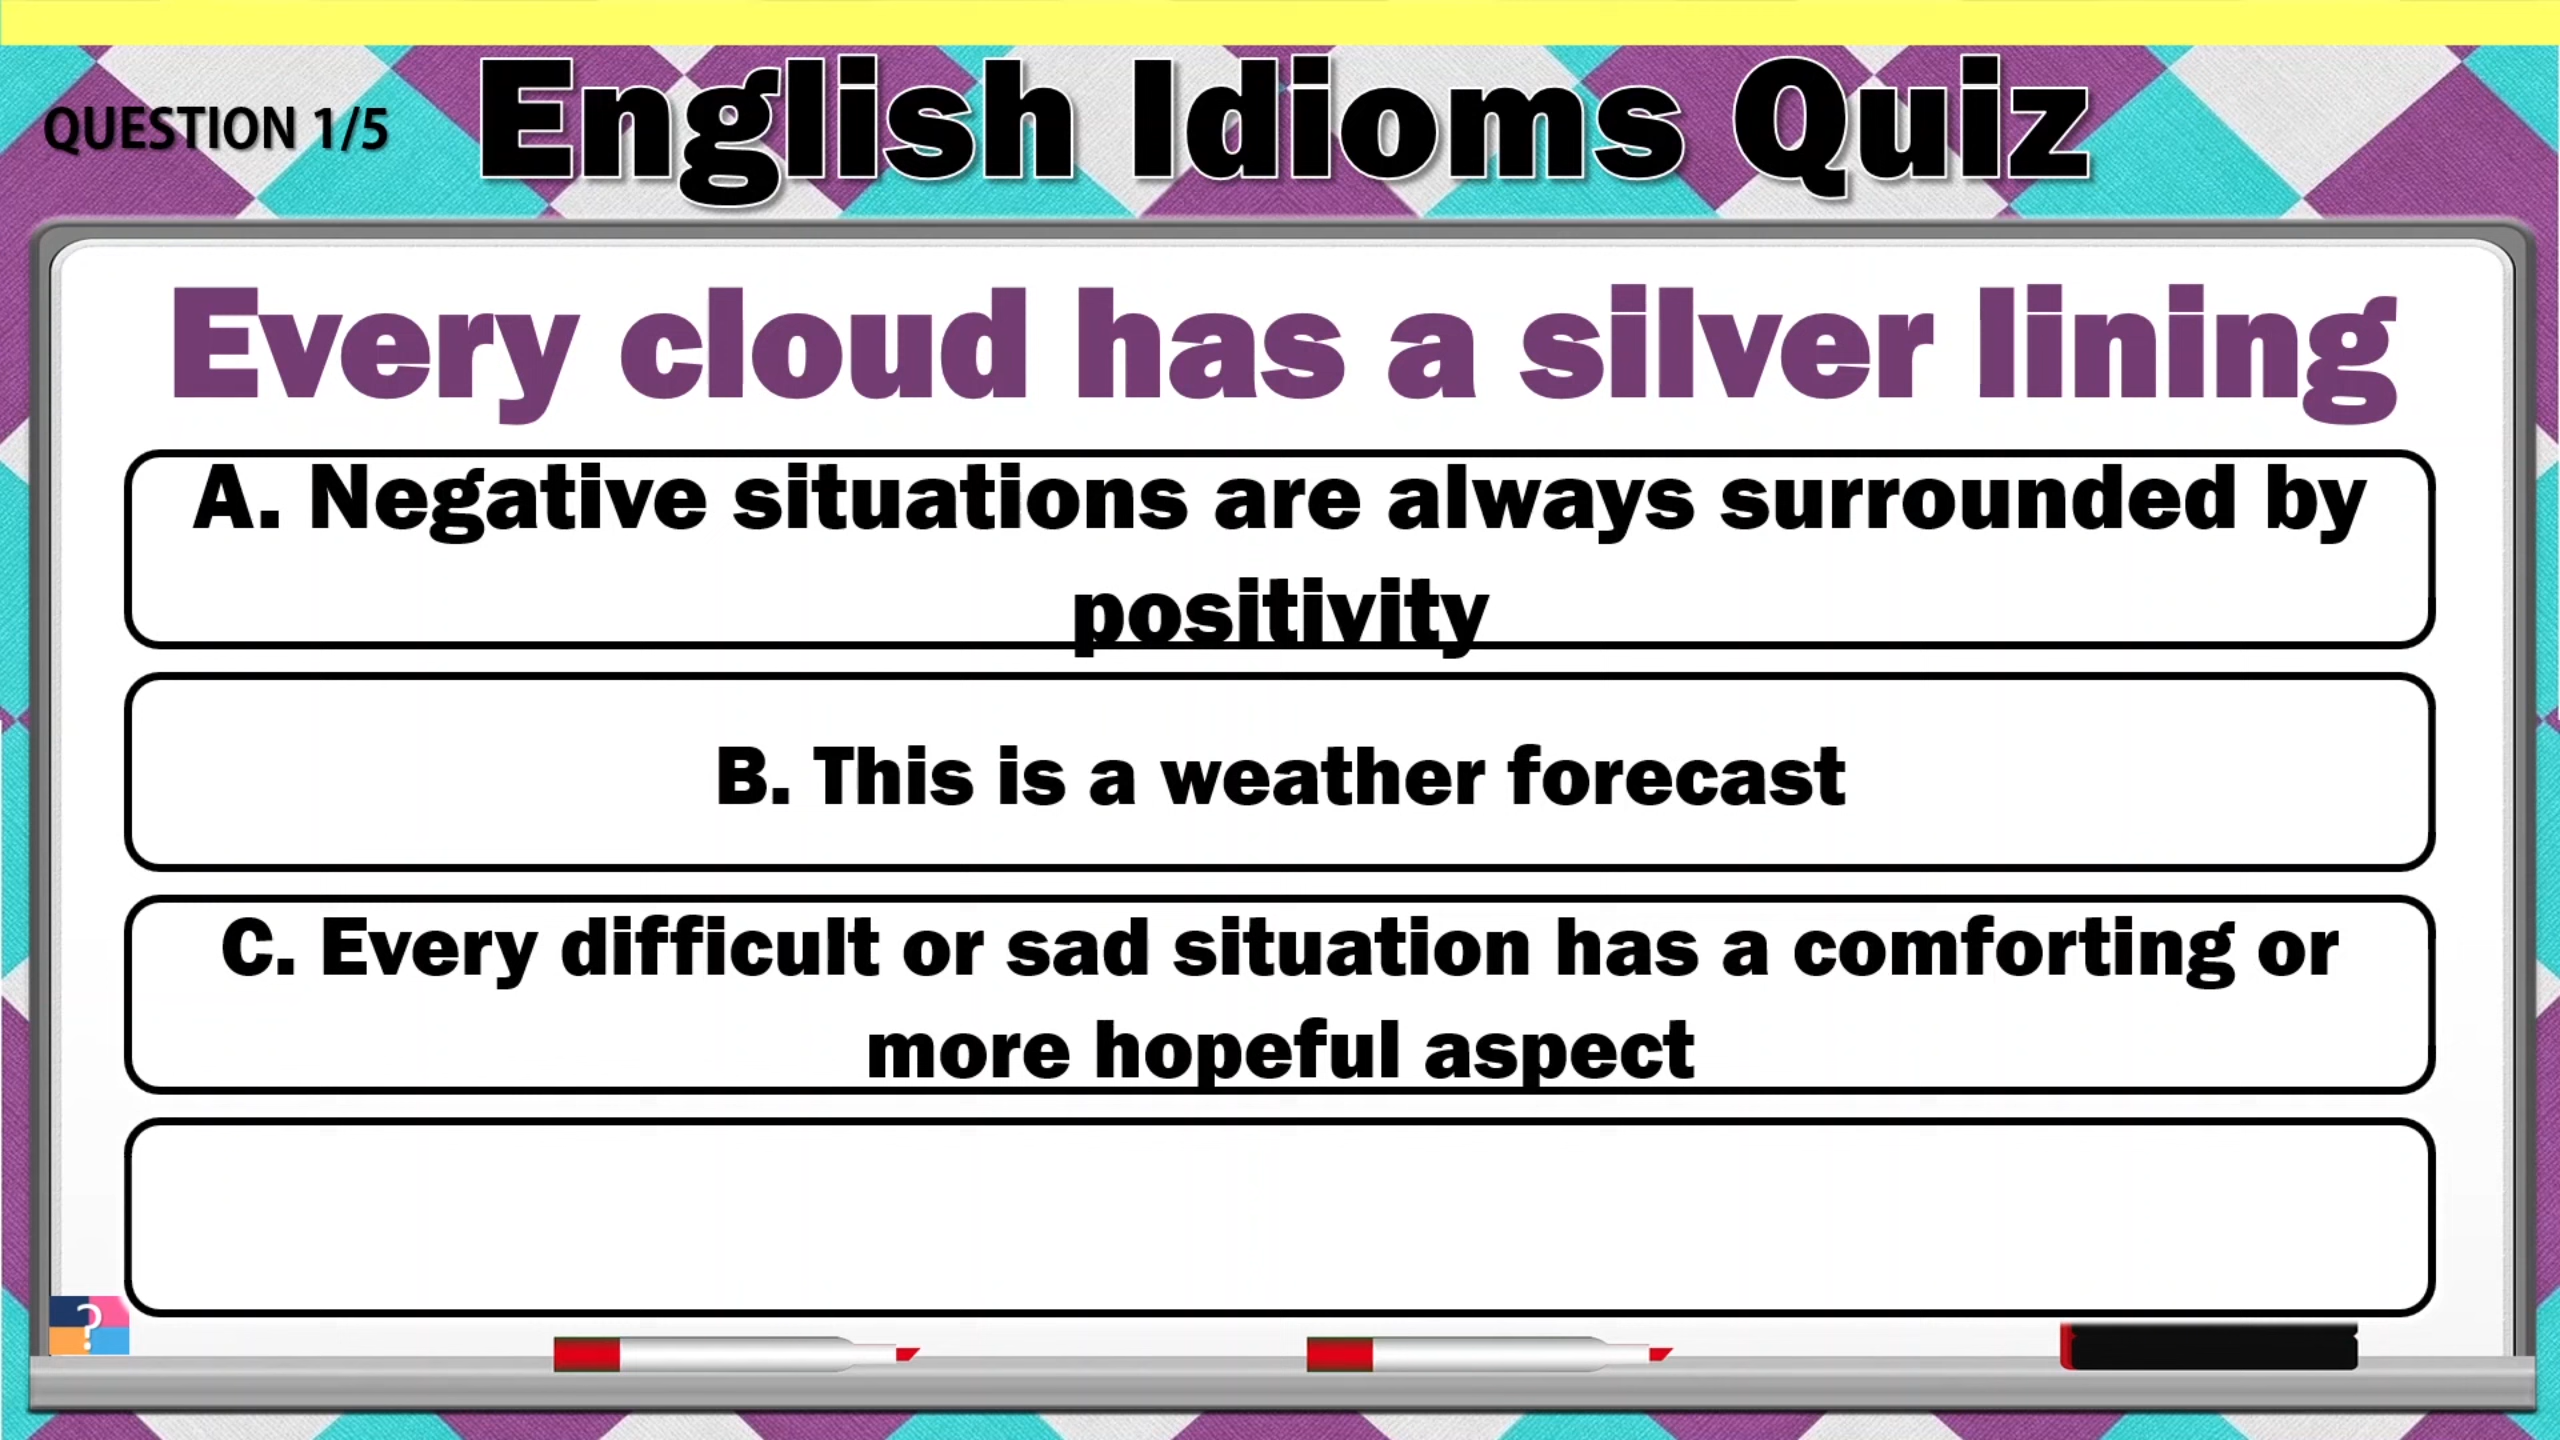 QUESTION 1/5
English Idioms Quiz
Every cloud has a silver lining
A. Negative situations are always surrounded by
positivity
B. This is a weather forecast
C. Every difficult or sad situation has a comforting or
more hopeful aspect
?